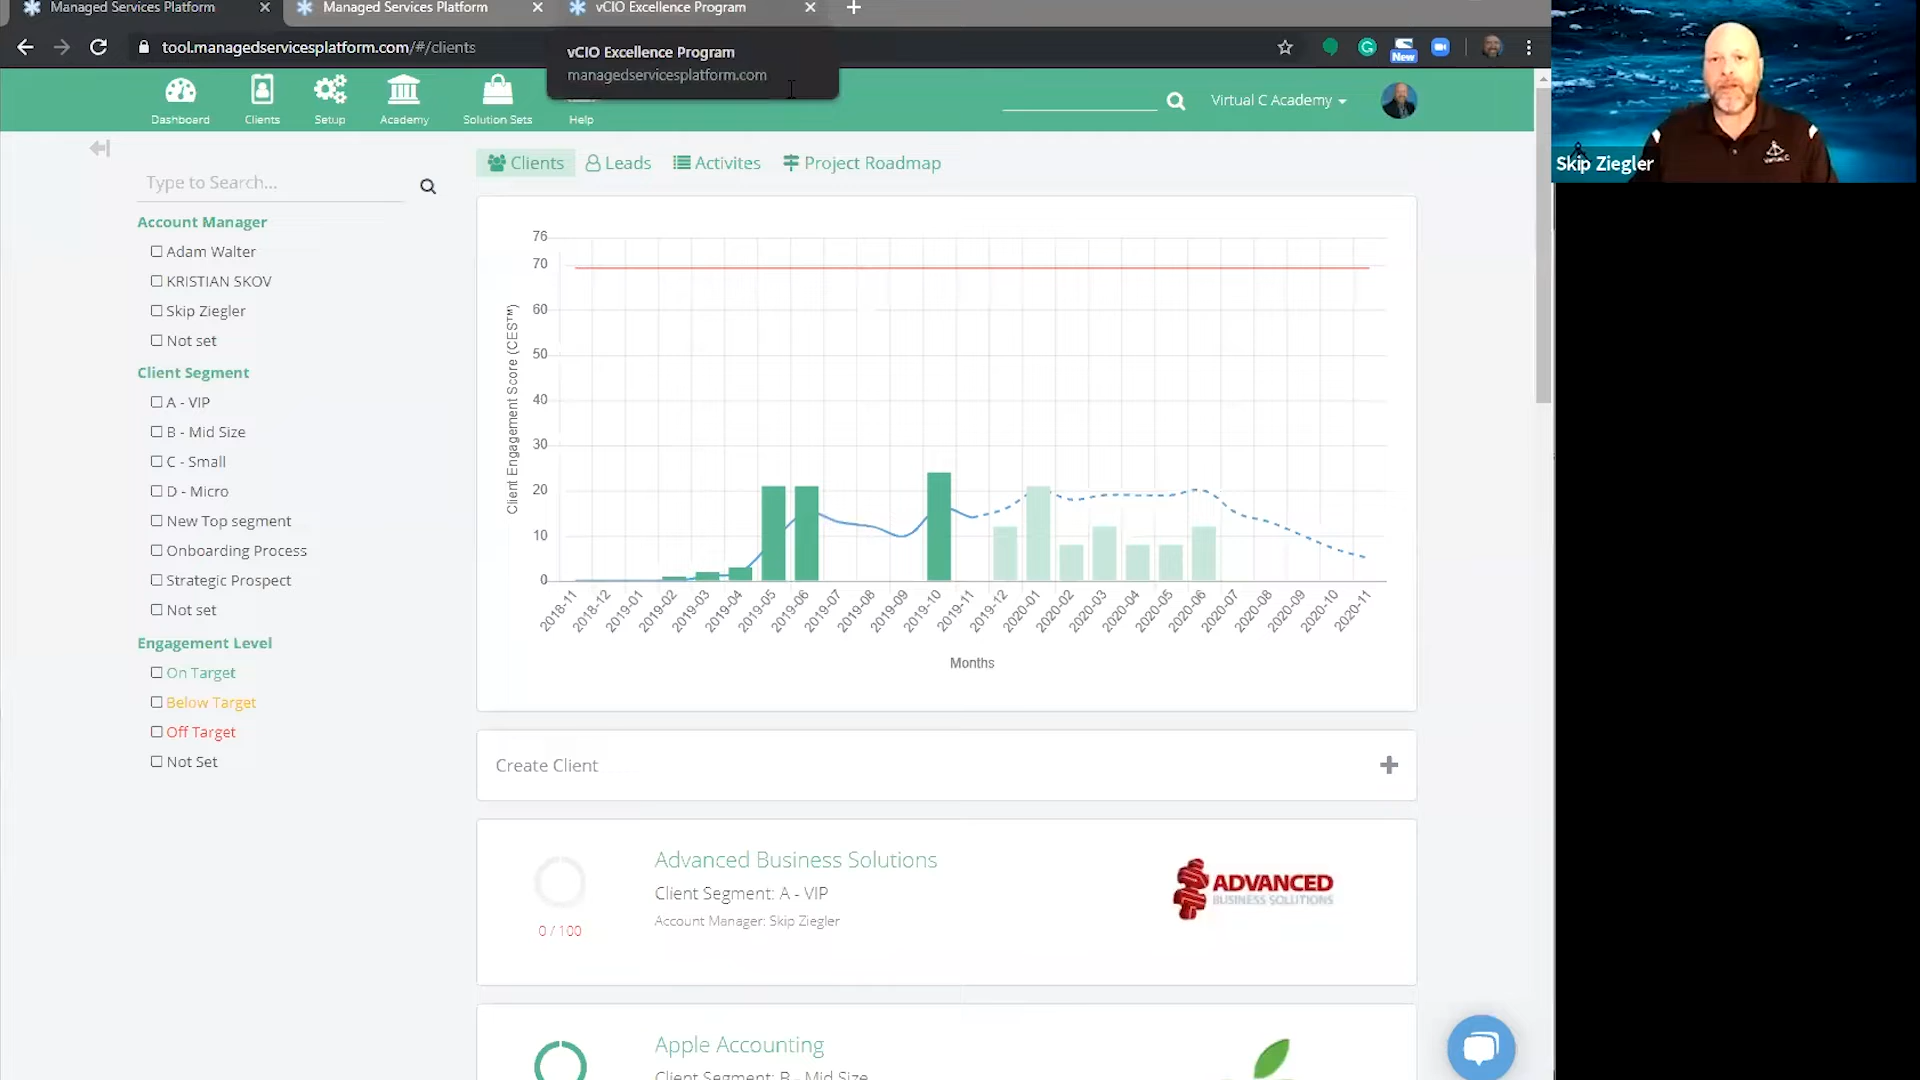 Managed Services Platform
Managed Services Platform
vCIO Excellence Program
tool.managedservicesplatform.com/#/clients
New
vCIO Excellence Program
managedservicesplatform.com
Dashboard
Clients
Setup
Academy
Solution Sets
Help
Virtual C Academy
Skip Ziegler
Virtual C
Type to Search...
Account Manager
Adam Walter
KRISTIAN SKOV
Skip Ziegler
Not set
Client Segment
A - VIP
B - Mid Size
C - Small
D - Micro
New Top segment
Onboarding Process
Strategic Prospect
Not set
Engagement Level
On Target
Below Target
Off Target
Not Set
Clients
Leads
Activites
Project Roadmap
Client Engagement Score (CES™)
76
70
60
50
40
30
20
10
0
2018-11
2018-12
2019-01
2019-02
2019-03
2019-04
2019-05
2019-06
2019-07
2019-08
2019-09
2019-10
2019-11
2019-12
2020-01
2020-02
2020-03
2020-04
2020-05
2020-06
2020-07
2020-08
2020-09
2020-10
2020-11
Months
Create Client
Advanced Business Solutions
Client Segment: A - VIP
Account Manager: Skip Ziegler
0 / 100
ADVANCED
BUSINESS SOLUTIONS
Apple Accounting
Client Segment: B - Mid Size